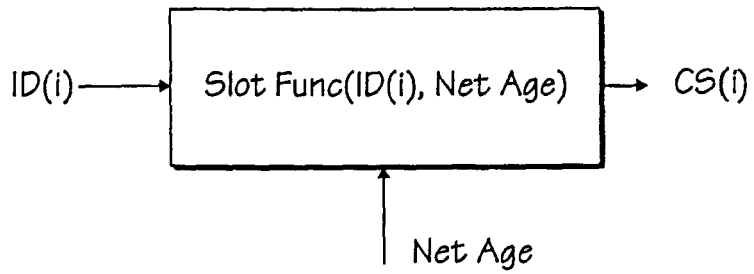 ID(i)
Slot Func(ID(i), Net Age)
CS(i)
Net Age